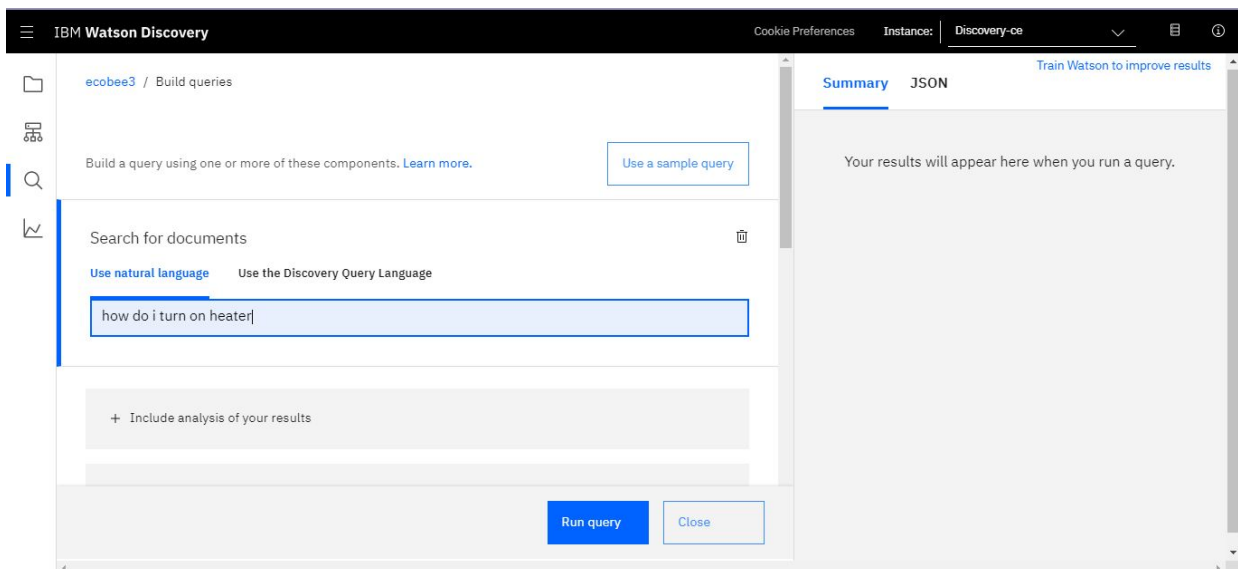 IBM Watson Discovery
Cookie Preferences
Instance:
Discovery-ce
ecobee3 / Build queries
Train Watson to improve results
Summary
JSON
Build a query using one or more of these components. Learn more.
Use a sample query
Your results will appear here when you run a query.
Search for documents
Use natural language
Use the Discovery Query Language
how do i turn on heater
+ Include analysis of your results
Run query
Close